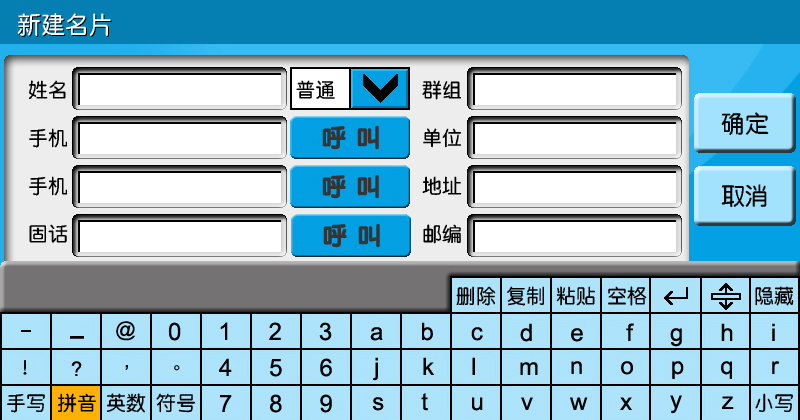 新建名片
姓名 普通 群组
手机 呼叫 单位
手机 呼叫 地址
固话 呼叫 邮编
确定
取消
删除 复制 粘贴 空格 隐藏
- _ @ 0 1 2 3 a b c d e f g h i
! ? , 。 4 5 6 j k l m n o p q r
手写 拼音 英数 符号 7 8 9 s t u v w x y z 小写